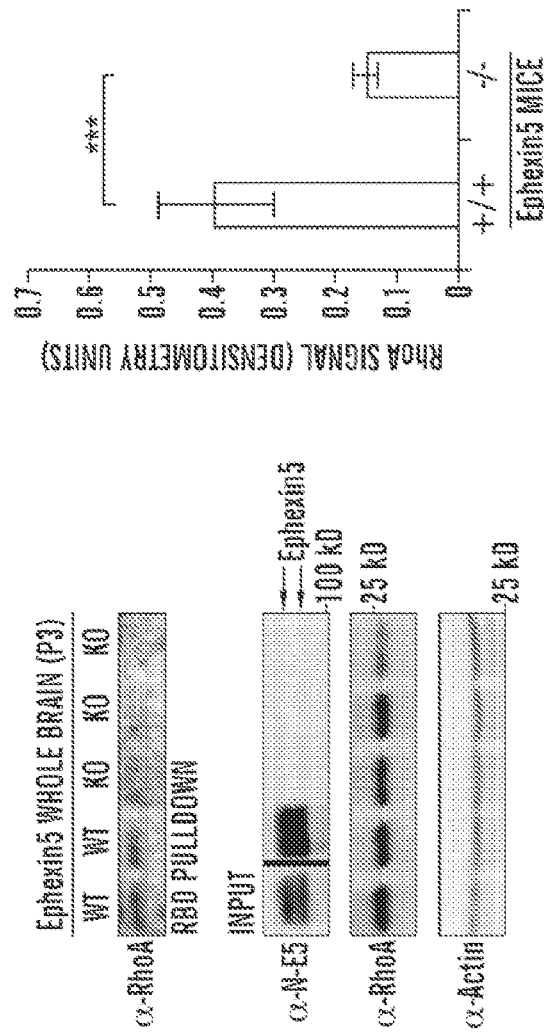 Ephexin5 WHOLE BRAIN (P3)
WT WT KO KO KO
α-RhoA
RBD PULLDOWN
INPUT
α-N-E5
Ephexin5
100 kD
α-RhoA
25 kD
α-Actin
25 kD
RhoA SIGNAL (DENSITOMETRY UNITS)
0.7
0.6
0.5
0.4
0.3
0.2
0.1
0
***
+/+ -/-
Ephexin5 MICE